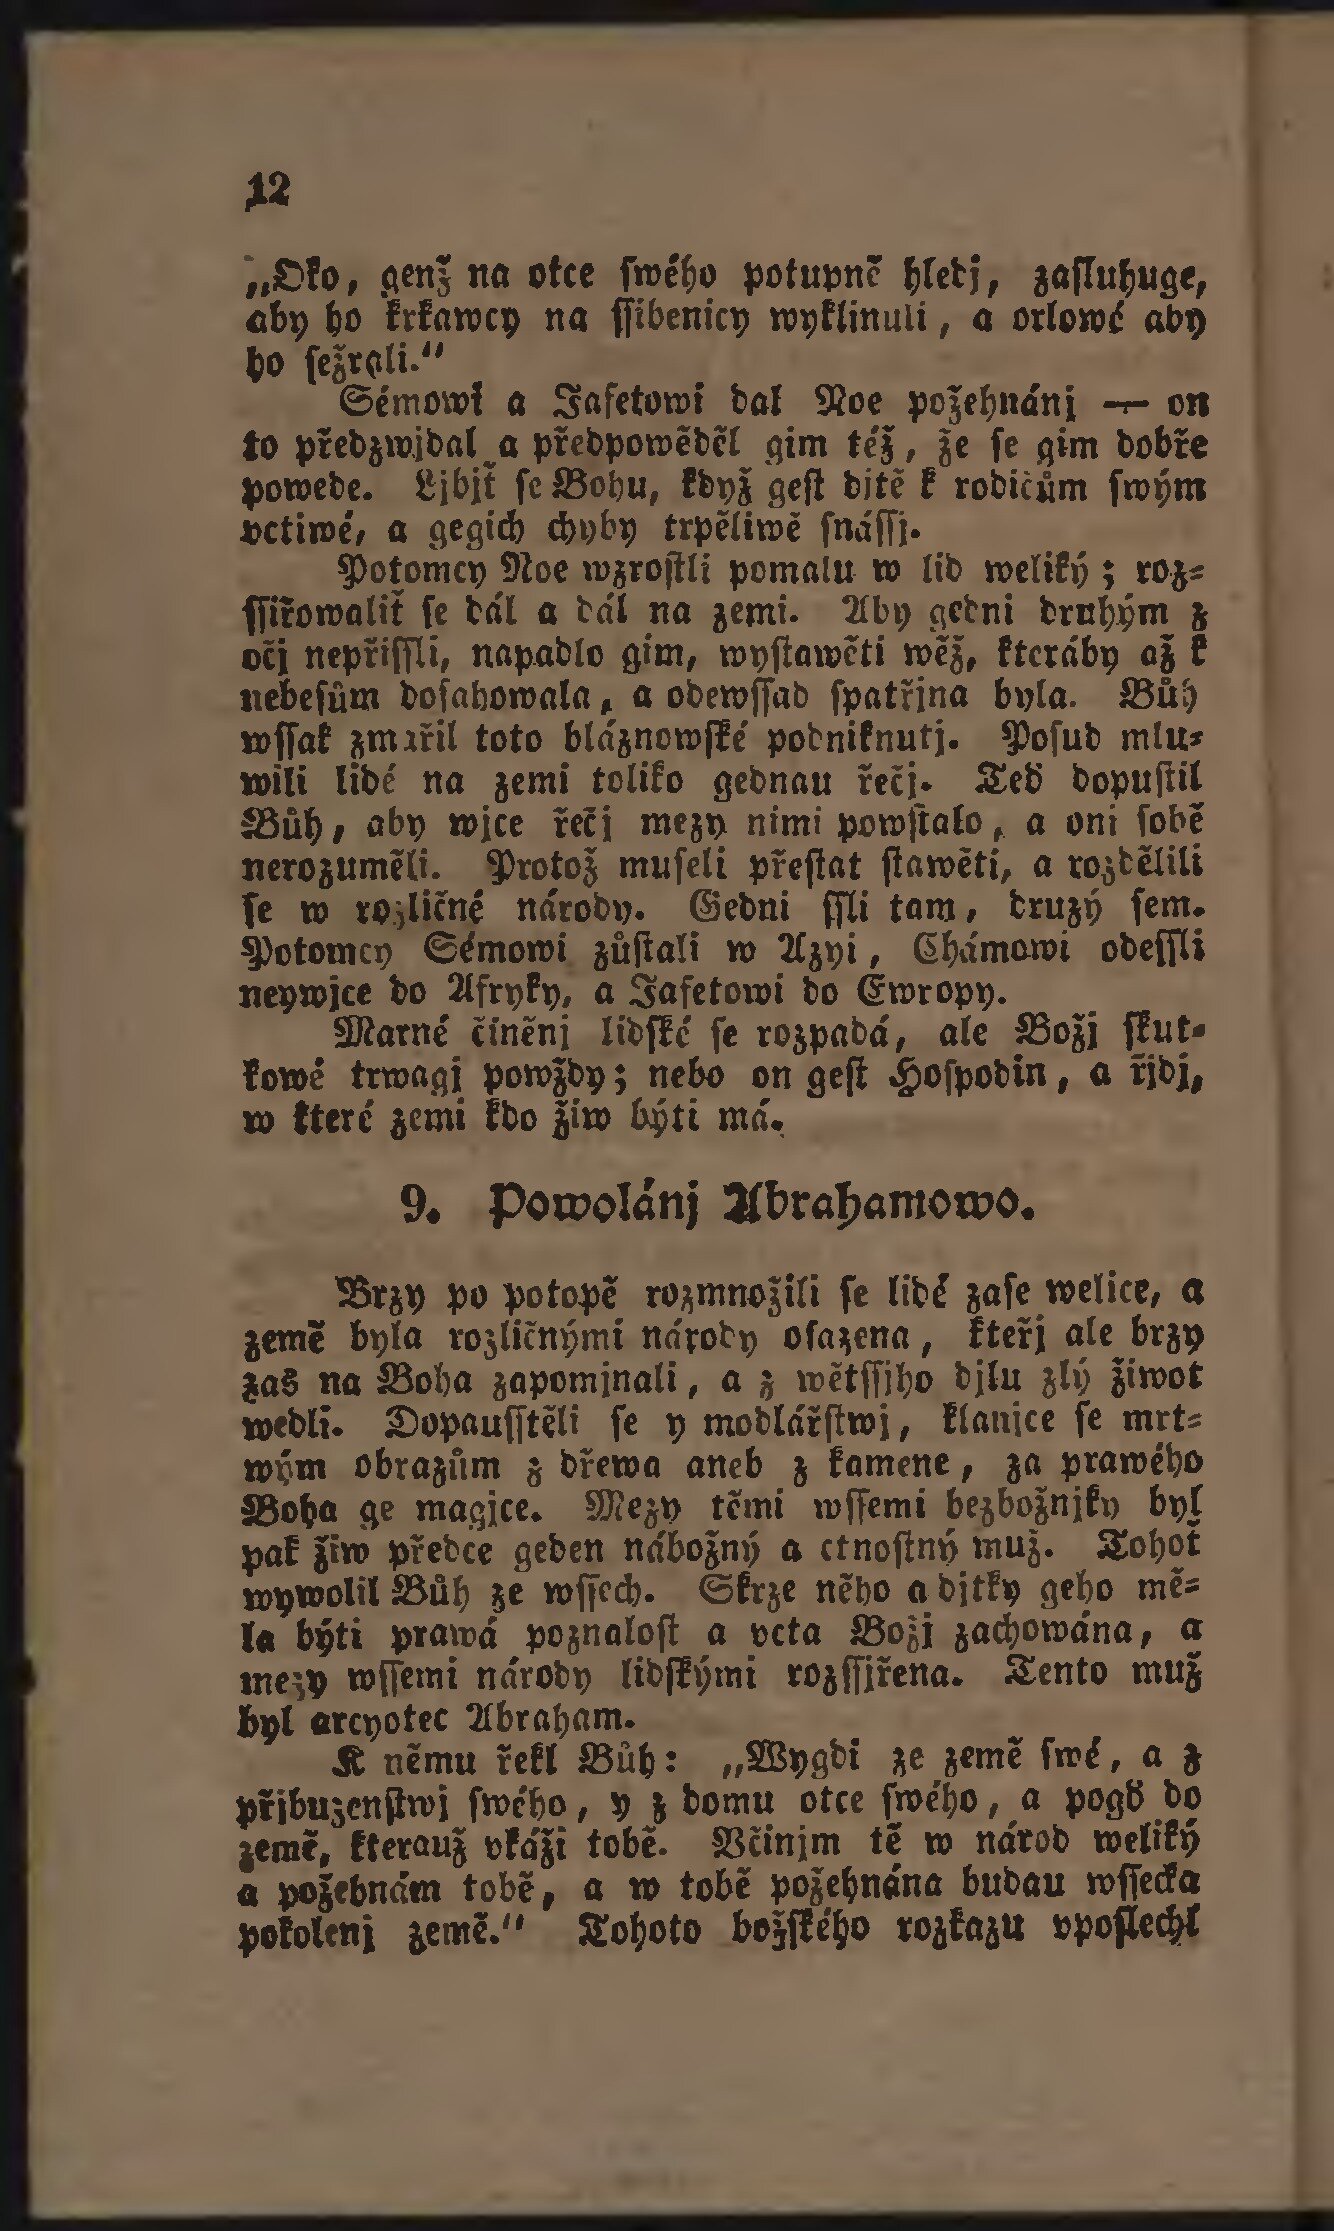 12
„Oko, genž na otce swého potupně hledj, zasluhuge,
aby ho krkawcy na ssibenicy wyklinuli, a orlowé aby
ho sežrali.“
Sémowi a Jafetowi dal Noe požehnánj — on
to předzwjdal a předpowěděl gim též, že se gim dobře
powede. Ljbjť se Bohu, když gest djtě k rodičům swým
vctiwé, a gegich chyby trpěliwě snássj.
Potomcy Noe wzrostli pomalu w lid weliký; roz-
ssiřowaliť se dál a dál na zemi. Aby gedni druhým z
očj nepřissli, napadlo gim, wystawěti wěž, kteráby až k
nebesům dosahowala, a odewssad spatřjna byla. Bůh
wssak zmařil toto bláznowské podniknutj. Posud mlu-
wili lidé na zemi toliko gednau řečj. Teď dopustil
Bůh, aby wjce řečj mezy nimi powstalo, a oni sobě
nerozuměli. Protož museli přestat stawěti, a rozdělili
se w rozličné národy. Gedni ssli tam, druzý sem.
Potomcy Sémowi zůstali w Azyi, Chámowi odessli
neywjce do Afryky, a Jafetowi do Ewropy.
Marné činěnj lidské se rozpadá, ale Božj skut-
kowé trwagj powždy; nebo on gest Hospodin, a řjdj,
w které zemi kdo žiw býti má.
9. Powolánj Abrahamowo.
Brzy po potopě rozmnožili se lidé zase welice, a
země byla rozličnými národy osazena, kteřj ale brzy
zas na Boha zapomjnali, a z wětssjho djlu zlý žiwot
wedli. Dopausstěli se y modlářstwj, klanjce se mrt-
wým obrazům z dřewa aneb z kamene, za prawého
Boha ge magjce. Mezy těmi wssemi bezbožnjky byl
pak žiw předce geden nábožný a ctnostný muž. Tohoť
wywolil Bůh ze wssech. Skrze něho a djtky geho mě-
la býti prawá poznalost a vcta Božj zachowána, a
mezy wssemi národy lidskými rozssjřena. Tento muž
byl arcyotec Abraham.
K němu řekl Bůh: „Wygdi ze země swé, a z
přjbuzenstwj swého, y z domu otce swého, a pogď do
země, kterauž vkáži tobě. Včinjm tě w národ weliký
a požehnám tobě, a w tobě požehnána budau wssecka
pokolenj země.“ Tohoto božského rozkazu vposlechl